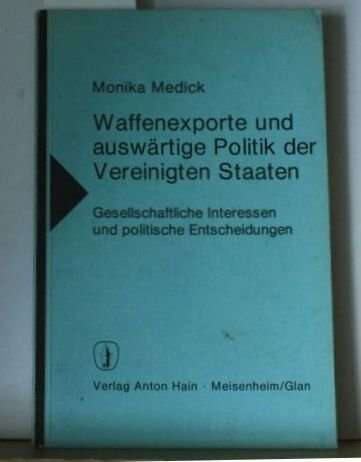 Monika Medick
Waffenexporte und
auswärtige Politik der
Vereinigten Staaten
Gesellschaftliche Interessen
und politische Entscheidungen
Verlag Anton Hain · Meisenheim/Glan